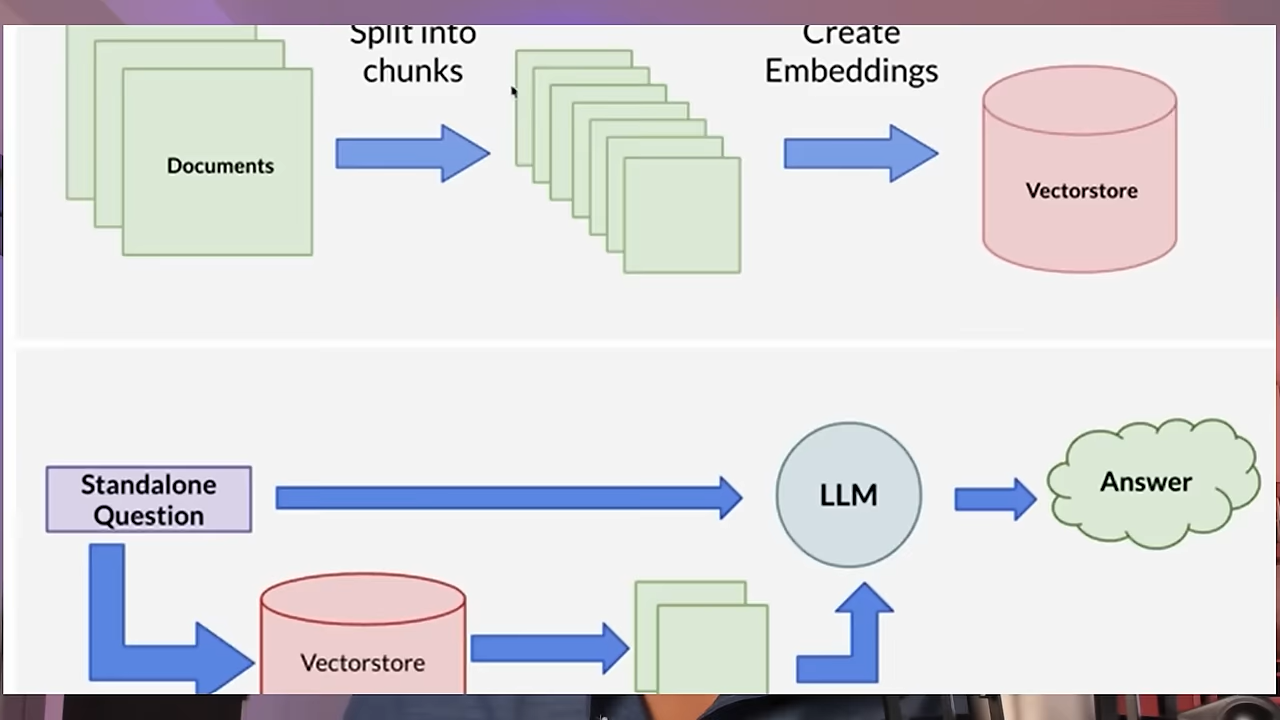 Split into
chunks
Create
Embeddings
Documents
Vectorstore
Standalone
Question
LLM
Answer
Vectorstore